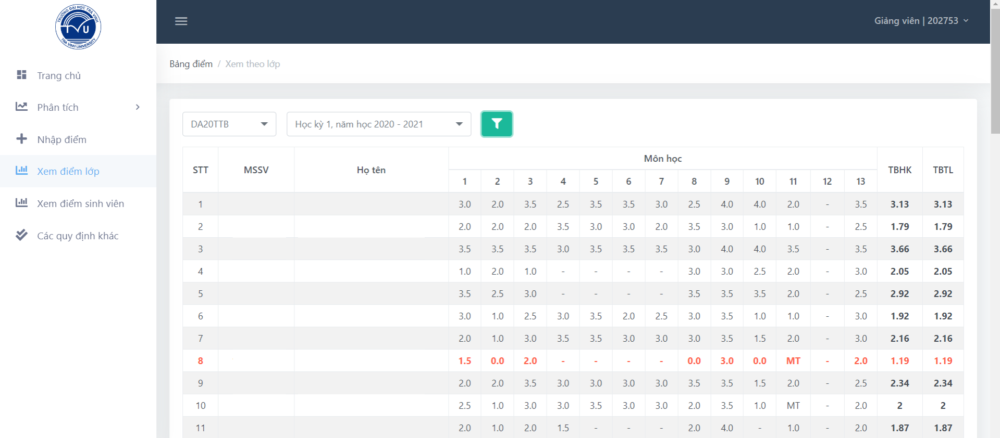 TRƯỜNG ĐẠI HỌC TRÀ VINH
TVU
TRA VINH UNIVERSITY
Giảng viên | 202753
Bảng điểm / Xem theo lớp
Trang chủ
Phân tích
Nhập điểm
Xem điểm lớp
Xem điểm sinh viên
Các quy định khác
DA20TTB Học kỳ 1, năm học 2020 - 2021
STT MSSV Họ tên Môn học TBHK TBTL
1 2 3 4 5 6 7 8 9 10 11 12 13
1 3.0 2.0 3.5 2.5 3.5 3.5 3.0 2.5 4.0 4.0 2.0 - 3.5 3.13 3.13
2 2.0 2.0 2.0 3.5 3.0 3.0 2.0 3.5 3.0 1.0 1.0 - 2.5 1.79 1.79
3 3.5 3.5 3.5 3.0 3.5 3.5 3.5 3.0 4.0 4.0 3.5 - 3.5 3.66 3.66
4 1.0 2.0 1.0 - - - - 3.0 3.0 2.5 2.0 - 3.0 2.05 2.05
5 3.5 2.5 3.0 - - - - 3.5 3.5 3.5 2.0 - 2.5 2.92 2.92
6 3.0 1.0 2.5 3.0 3.5 2.0 2.5 3.0 3.5 1.0 1.0 - 3.0 1.92 1.92
7 2.0 1.0 3.0 3.5 3.5 3.0 3.0 3.0 3.5 1.5 2.0 - 3.0 2.16 2.16
8 1.5 0.0 2.0 - - - - 0.0 3.0 0.0 MT - 2.0 1.19 1.19
9 2.0 2.0 3.5 3.0 3.0 3.0 3.0 3.5 3.5 1.5 2.0 - 2.5 2.34 2.34
10 2.5 1.0 3.0 3.0 3.5 3.0 3.0 2.0 3.5 1.0 MT - 2.0 2 2
11 2.0 1.0 2.0 1.5 - - - 2.0 4.0 - 1.0 - 2.0 1.87 1.87